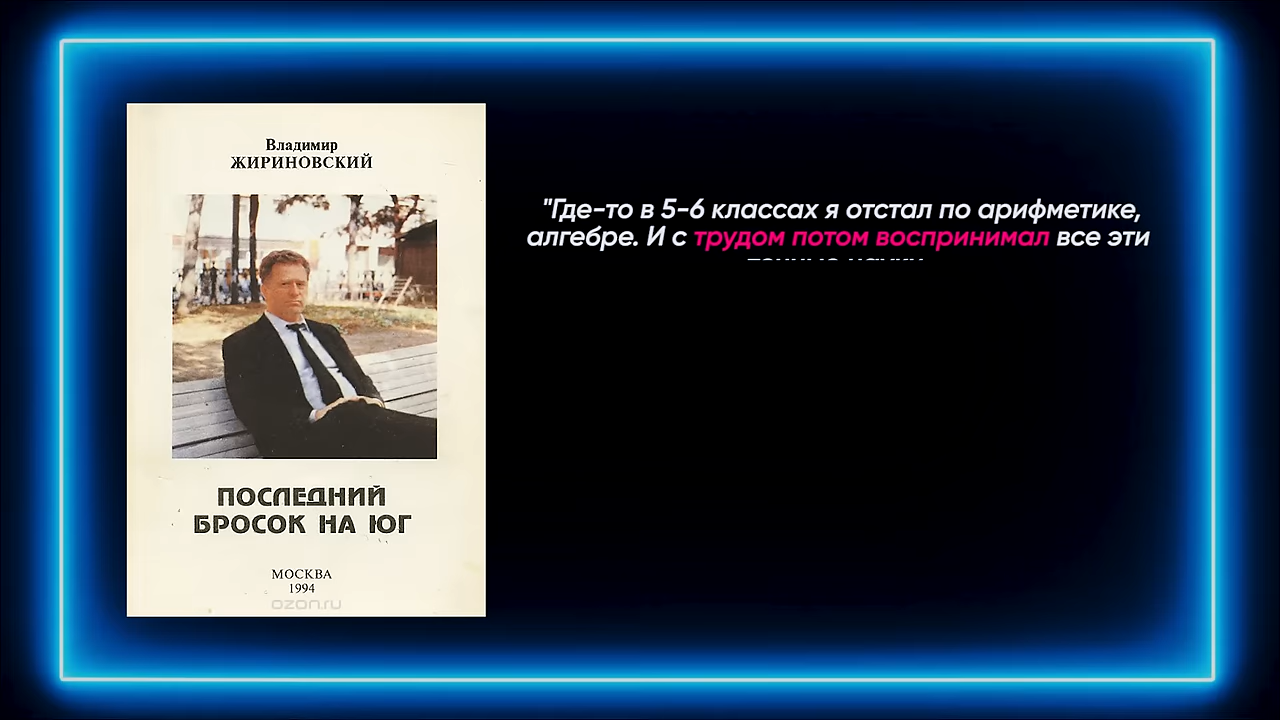 Владимир
ЖИРИНОВСКИЙ
ПОСЛЕДНИЙ
БРОСОК НА ЮГ
МОСКВА
1994
ozon.ru
"Где-то в 5-6 классах я отстал по арифметике,
алгебре. И с трудом потом воспринимал все эти